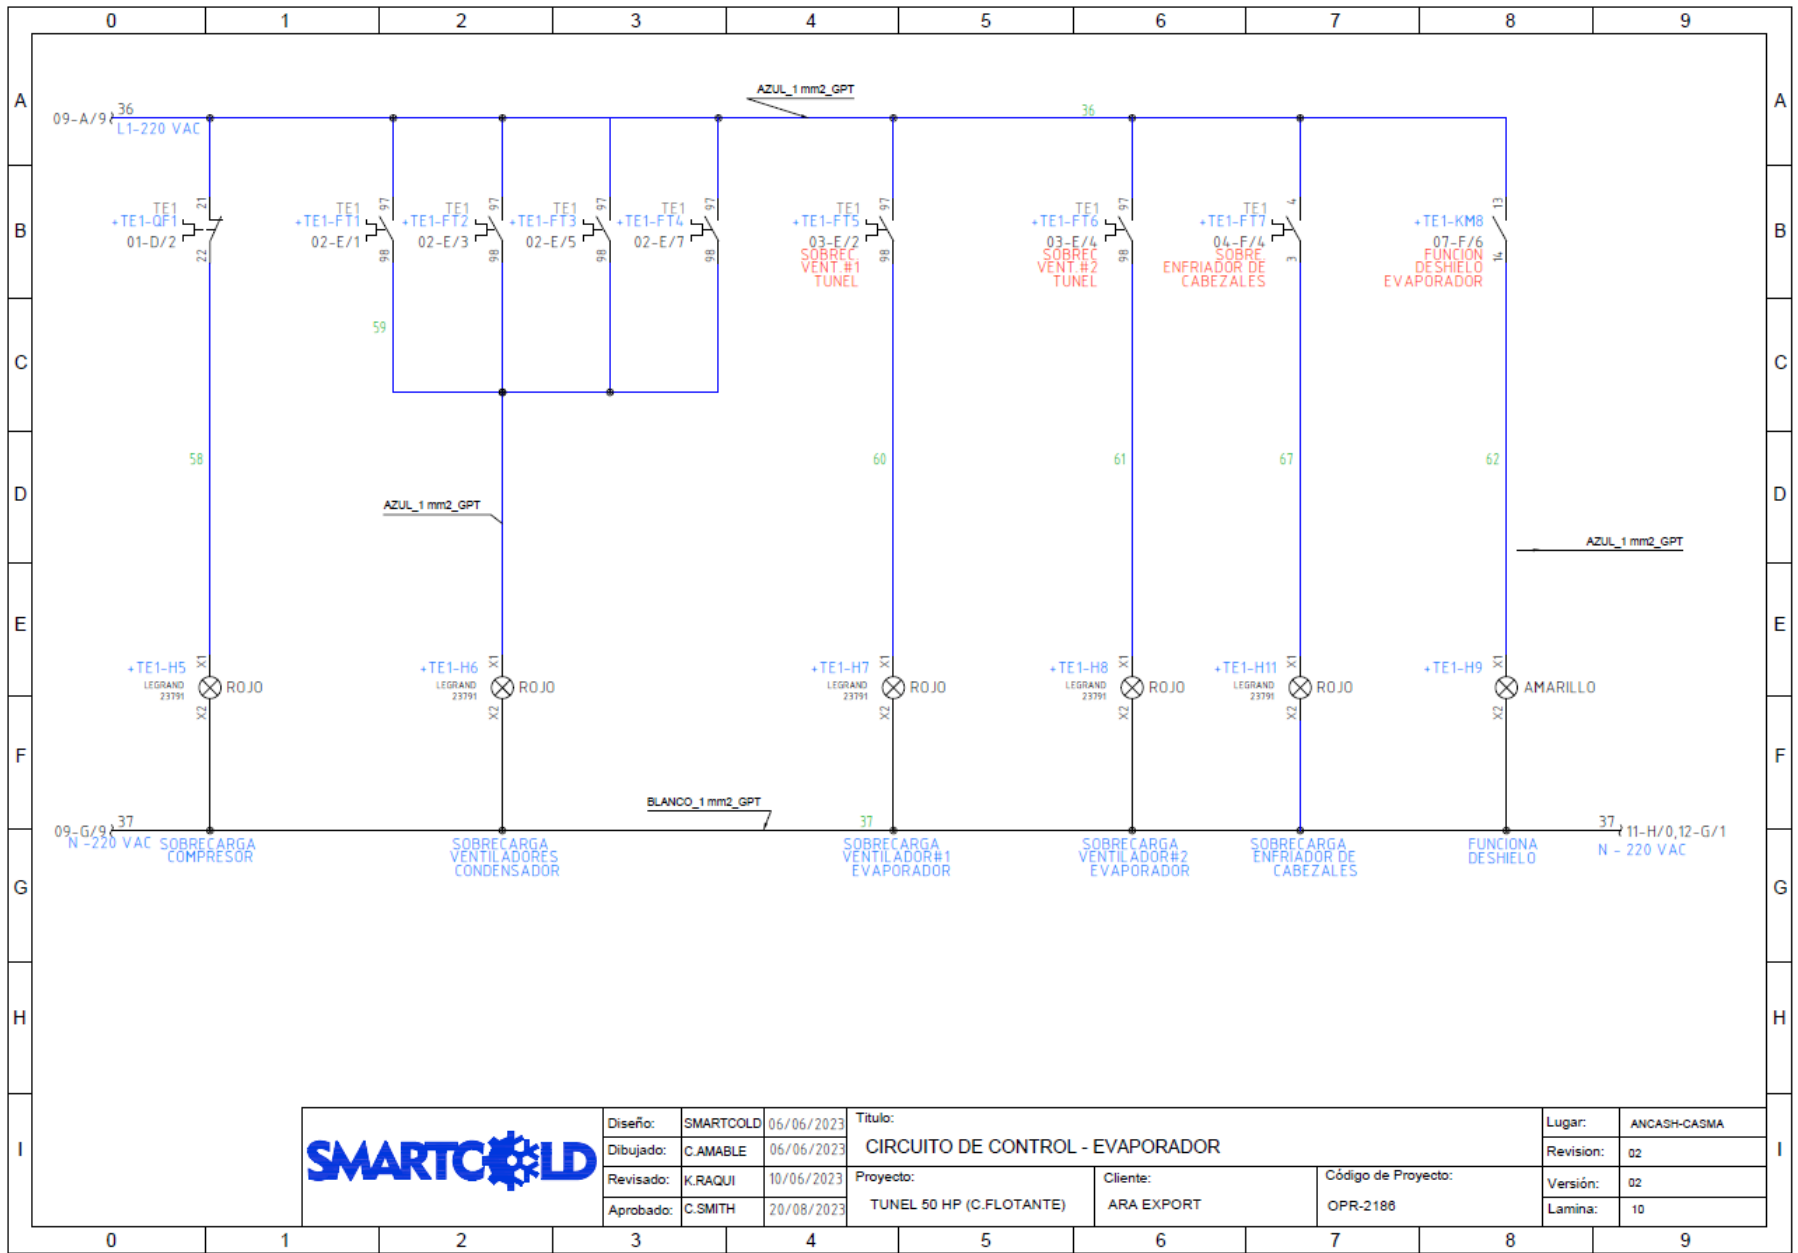 0 1 2 3 4 5 6 7 8 9
A
AZUL_1 mm2_GPT
09-A/9 36
36
L1-220 VAC
A
B
TE1 21
+TE1-QF1
01-D/2
22
TE1 97
+TE1-FT1
02-E/1
98
TE1 97
+TE1-FT2
02-E/3
98
TE1 97
+TE1-FT3
02-E/5
98
TE1 97
+TE1-FT4
02-E/7
98
TE1 97
+TE1-FT5
03-E/2
98
SOBREC.
VENT.#1
TUNEL
TE1 97
+TE1-FT6
03-E/4
98
SOBREC
VENT.#2
TUNEL
TE1 4
+TE1-FT7
04-F/4
3
SOBRE.
ENFRIADOR DE
CABEZALES
13
+TE1-KM8
07-F/6
14
FUNCION
DESHIELO
EVAPORADOR
B
59
C
C
58
60
61
67
62
D
D
AZUL_1 mm2_GPT
AZUL_1 mm2_GPT
E
E
+TE1-H5 X1
LEGRAND
23791
ROJO
X2
+TE1-H6 X1
LEGRAND
23791
ROJO
X2
+TE1-H7 X1
LEGRAND
23791
ROJO
X2
+TE1-H8 X1
LEGRAND
23791
ROJO
X2
+TE1-H11 X1
LEGRAND
23791
ROJO
X2
+TE1-H9 X1
AMARILLO
X2
F
F
BLANCO_1 mm2_GPT
09-G/9 37
N -220 VAC
37
37 11-H/0,12-G/1
N - 220 VAC
SOBRECARGA
COMPRESOR
SOBRECARGA
VENTILADORES
CONDENSADOR
SOBRECARGA
VENTILADOR#1
EVAPORADOR
SOBRECARGA
VENTILADOR#2
EVAPORADOR
SOBRECARGA
ENFRIADOR DE
CABEZALES
FUNCIONA
DESHIELO
G
G
H
H
I
I
SMARTCOLD
Diseño: SMARTCOLD 06/06/2023
Dibujado: C.AMABLE 06/06/2023
Revisado: K.RAQUI 10/06/2023
Aprobado: C.SMITH 20/08/2023
Titulo:
CIRCUITO DE CONTROL - EVAPORADOR
Proyecto:
TUNEL 50 HP (C.FLOTANTE)
Cliente:
ARA EXPORT
Código de Proyecto:
OPR-2186
Lugar: ANCASH-CASMA
Revision: 02
Versión: 02
Lamina: 10
0 1 2 3 4 5 6 7 8 9